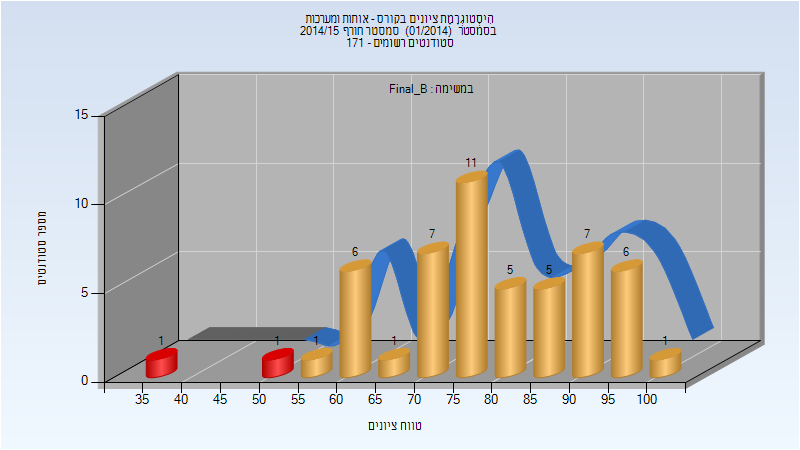 היסטוגרמת ציונים בקורס - אותות ומערכות
בסמסטר (01/2014) סמסטר חורף 2014/15
סטודנטים רשומים - 171
במשימה : Final_B
15
10
5
0
מספר סטודנטים
1
1
1
6
1
7
11
5
5
7
6
1
35 40 45 50 55 60 65 70 75 80 85 90 95 100
טווח ציונים